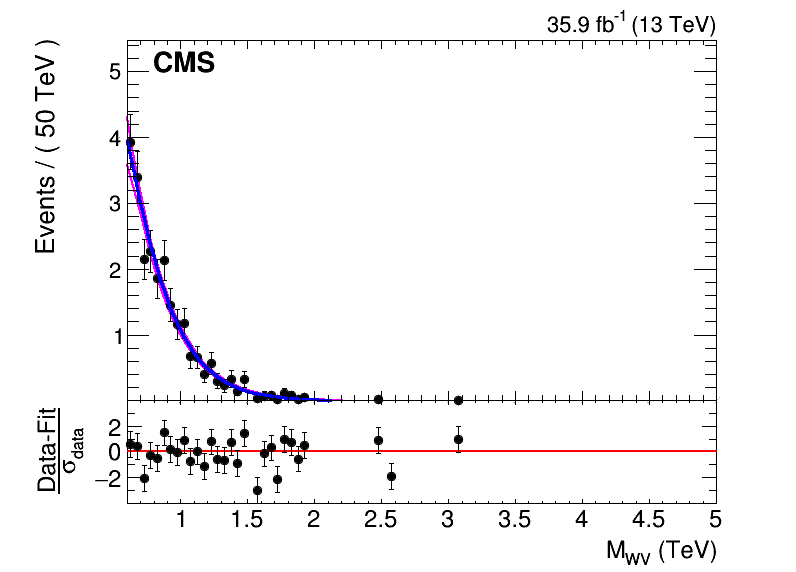 35.9 fb-1 (13 TeV)
CMS
Events / ( 50 TeV )
5
4
3
2
1
Data-Fit
σdata
2
0
−2
1 1.5 2 2.5 3 3.5 4 4.5 5
MWV (TeV)